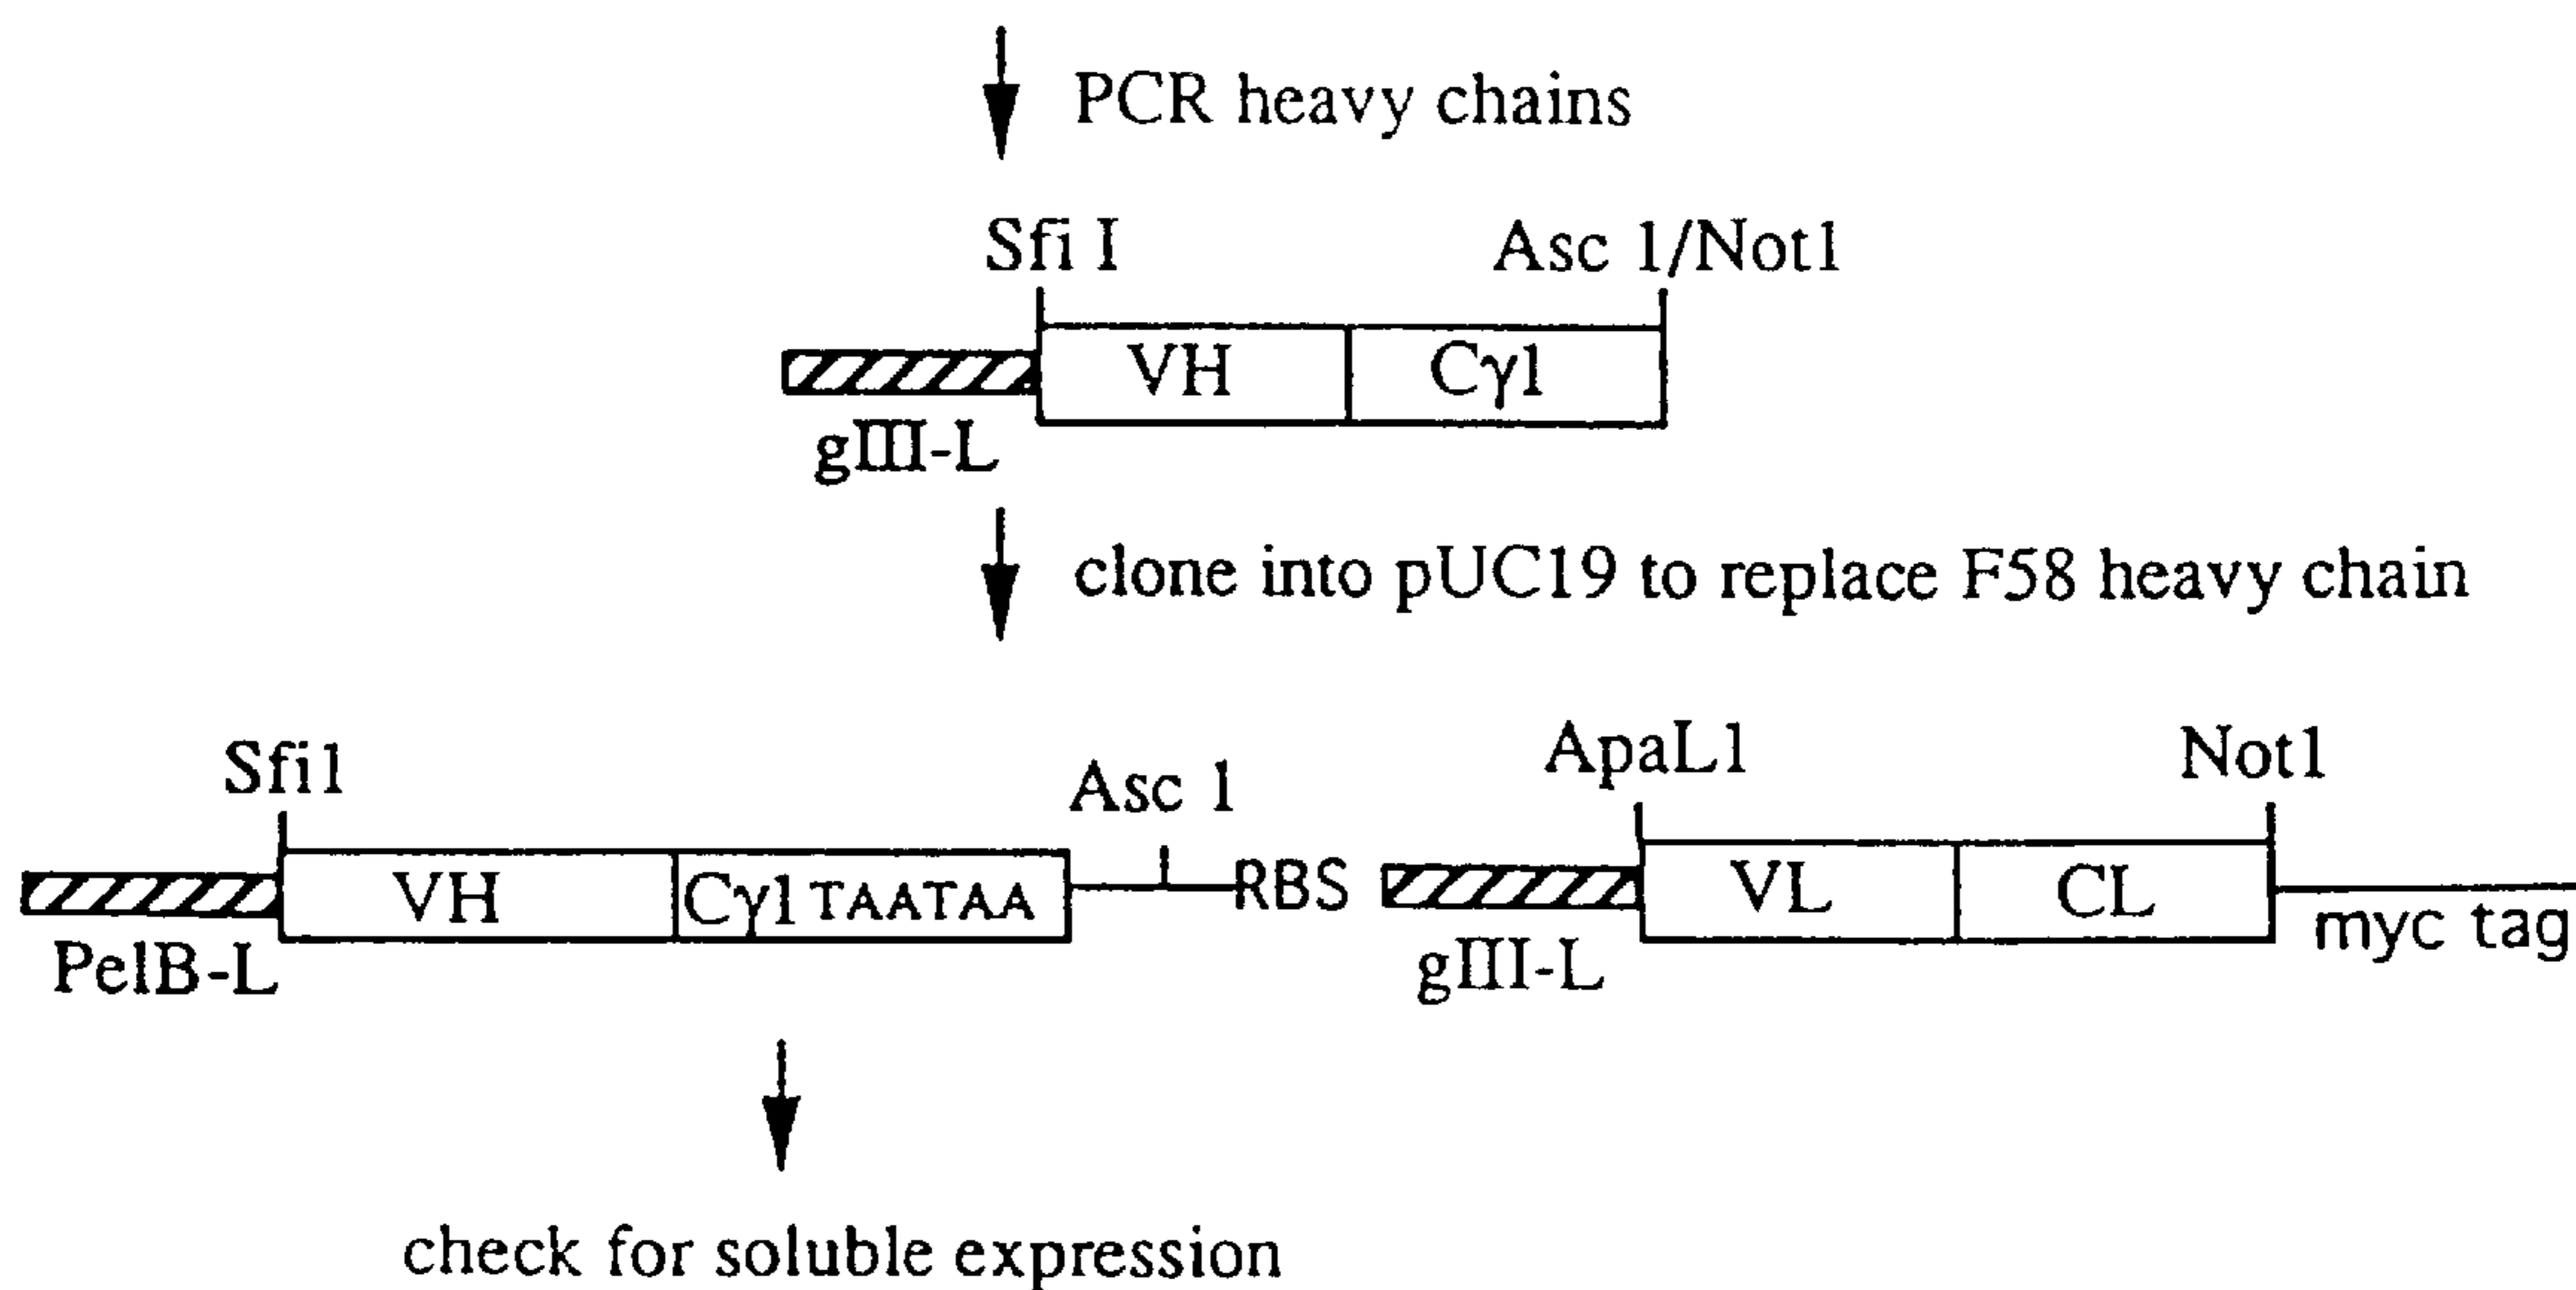 PCR heavy chains
Sfi I
Asc 1/Not1
VH
Cγ1
gIII-L
clone into pUC19 to replace F58 heavy chain
Sfi1
Asc 1
ApaL1
Not1
VH
Cγ1 TAATAA
RBS
VL
CL
PelB-L
gIII-L
myc tag
check for soluble expression